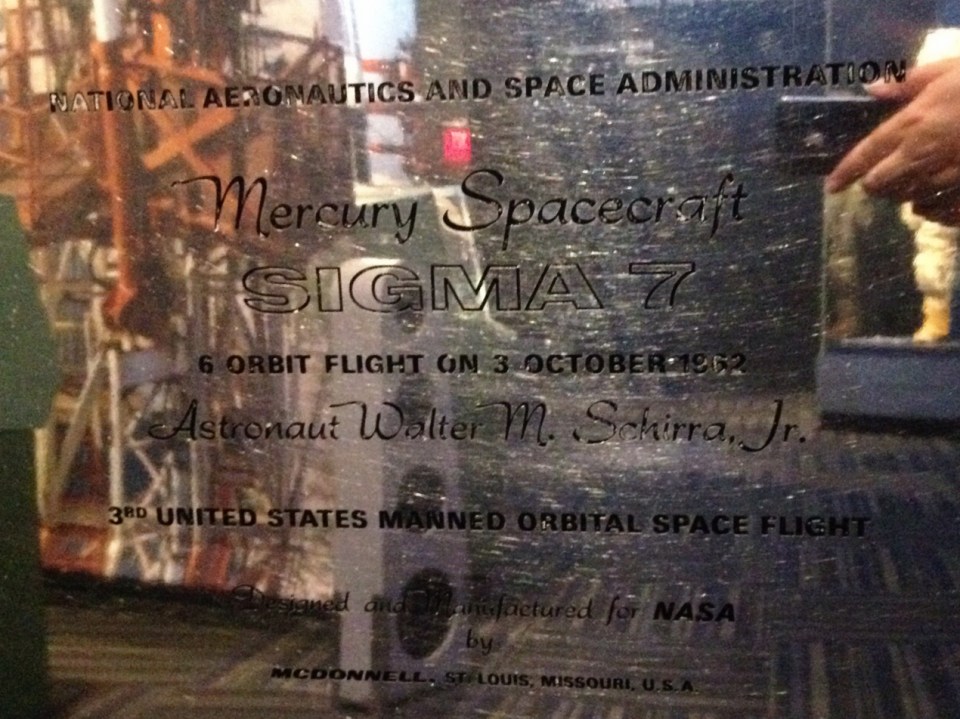 NATIONAL AERONAUTICS AND SPACE ADMINISTRATION
Mercury Spacecraft
SIGMA 7
6 ORBIT FLIGHT ON 3 OCTOBER 1962
Astronaut Walter M. Schirra, Jr.
3RD UNITED STATES MANNED ORBITAL SPACE FLIGHT
Designed and Manufactured for NASA
by
MCDONNELL, ST. LOUIS, MISSOURI, U.S.A.